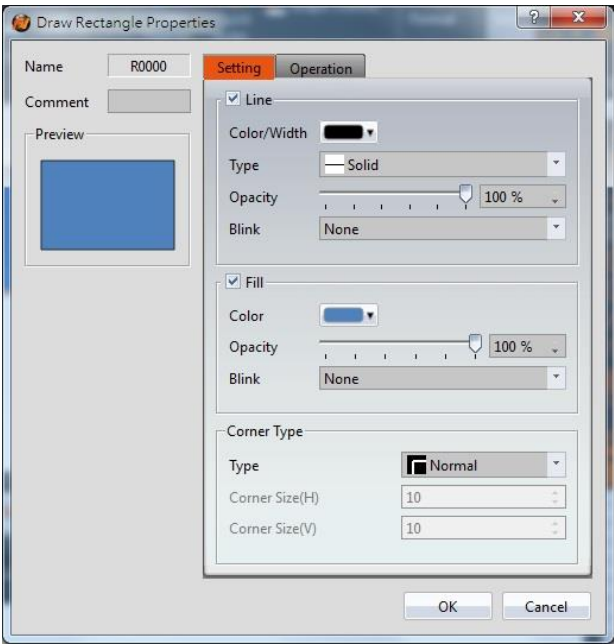 Draw Rectangle Properties
?
Name R0000
Comment
Preview
Setting Operation
Line
Color/Width
Type Solid
Opacity 100 %
Blink None
Fill
Color
Opacity 100 %
Blink None
Corner Type
Type Normal
Corner Size(H) 10
Corner Size(V) 10
OK Cancel